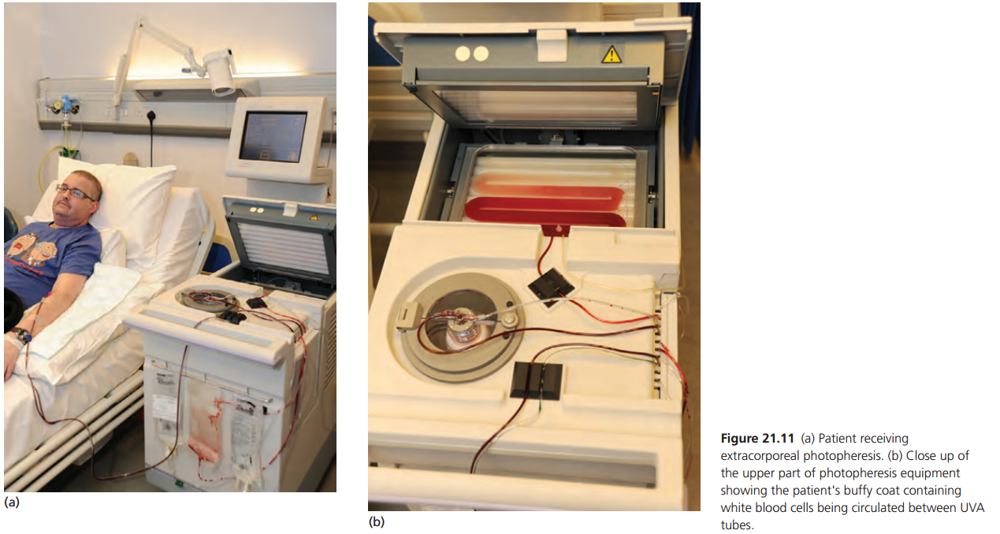 (a)
(b)
Figure 21.11 (a) Patient receiving
extracorporeal photopheresis. (b) Close up of
the upper part of photopheresis equipment
showing the patient's buffy coat containing
white blood cells being circulated between UVA
tubes.